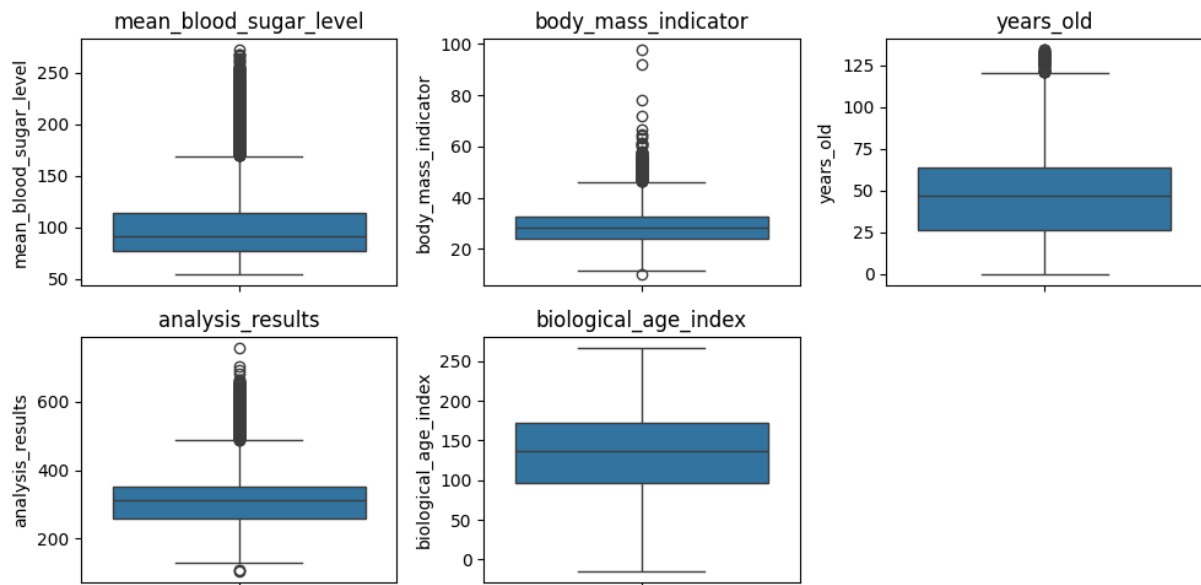 mean_blood_sugar_level
mean_blood_sugar_level
250
200
150
100
50
body_mass_indicator
body_mass_indicator
100
80
60
40
20
years_old
years_old
125
100
75
50
25
0
analysis_results
analysis_results
600
400
200
biological_age_index
biological_age_index
250
200
150
100
50
0